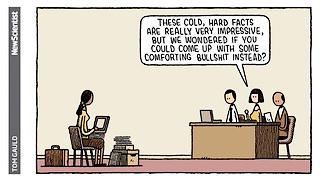 NewScientist
TOM GAULD
THESE COLD, HARD FACTS
ARE REALLY VERY IMPRESSIVE,
BUT WE WONDERED IF YOU
COULD COME UP WITH SOME
COMFORTING BULLSHIT INSTEAD?